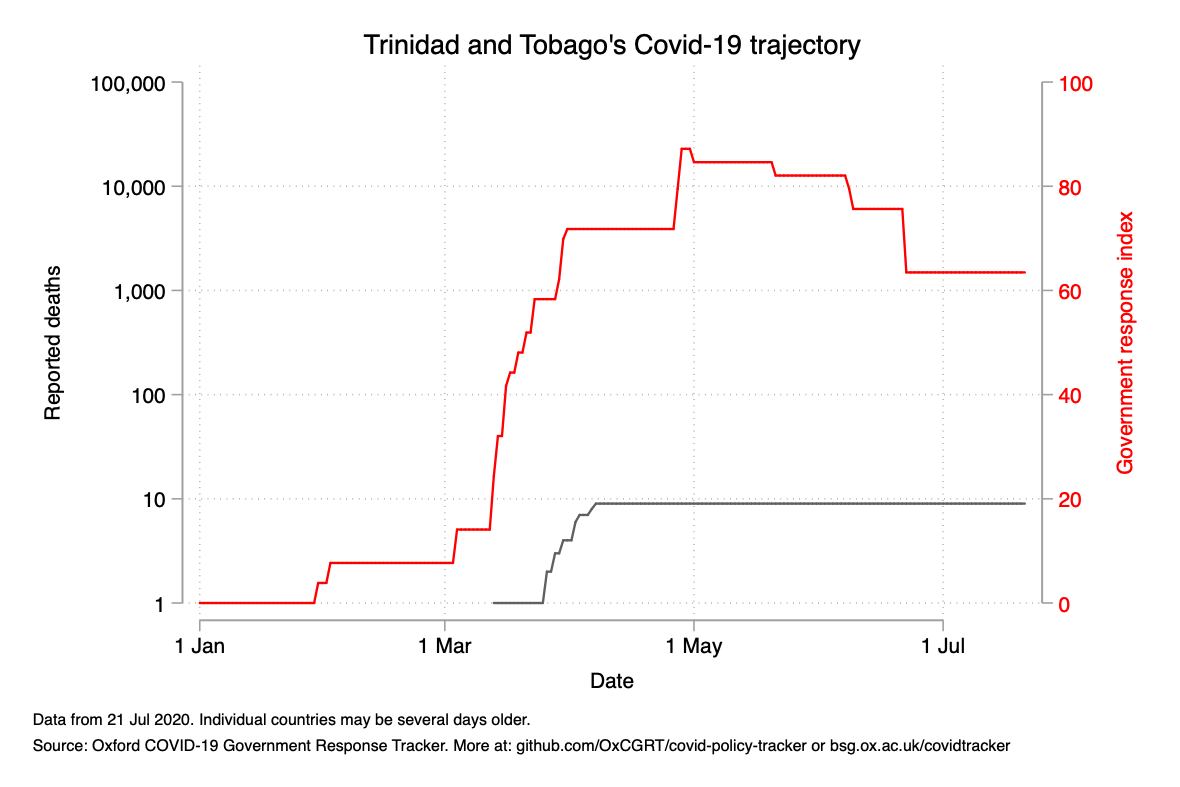 Trinidad and Tobago's Covid-19 trajectory
100,000
10,000
1,000
100
10
1
Reported deaths
100
80
60
40
20
0
Government response index
1 Jan
1 Mar
1 May
1 Jul
Date
Data from 21 Jul 2020. Individual countries may be several days older.
Source: Oxford COVID-19 Government Response Tracker. More at: github.com/OxCGRT/covid-policy-tracker or bsg.ox.ac.uk/covidtracker